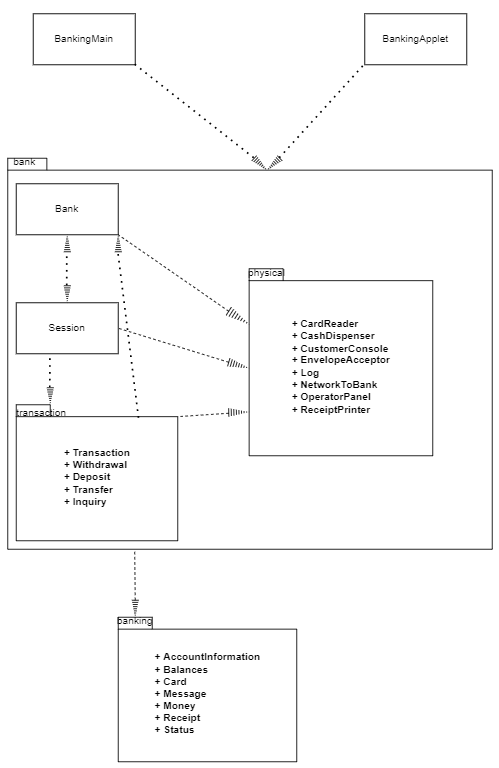 BankingMain
BankingApplet
bank
Bank
physical
+ CardReader
+ CashDispenser
+ CustomerConsole
+ EnvelopeAcceptor
+ Log
+ NetworkToBank
+ OperatorPanel
+ ReceiptPrinter
Session
transaction
+ Transaction
+ Withdrawal
+ Deposit
+ Transfer
+ Inquiry
banking
+ AccountInformation
+ Balances
+ Card
+ Message
+ Money
+ Receipt
+ Status